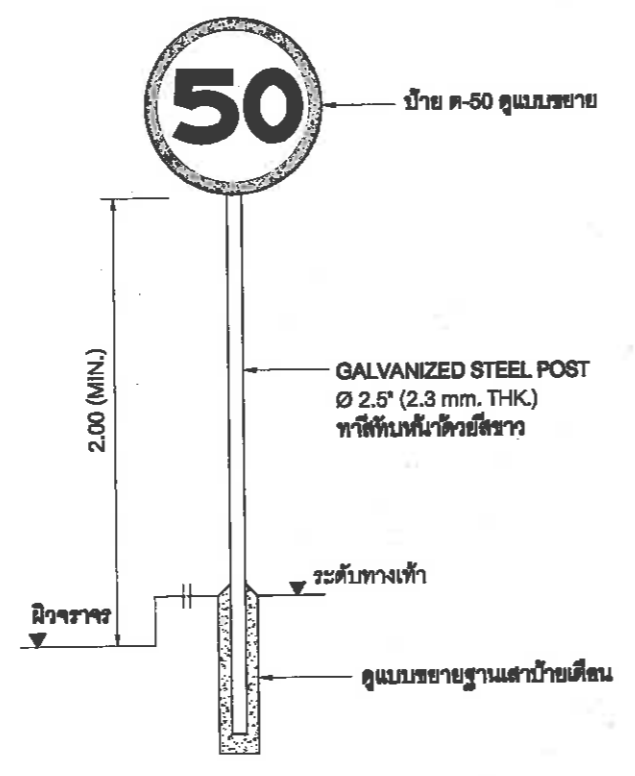 50
ป้าย ต-50 ดูแบบขยาย
2.00 (MIN.)
GALVANIZED STEEL POST
Ø 2.5" (2.3 mm. THK.)
ทาสีทับหน้าด้วยสีขาว
ระดับทางเท้า
ผิวจราจร
ดูแบบขยายฐานเสาป้ายเตือน